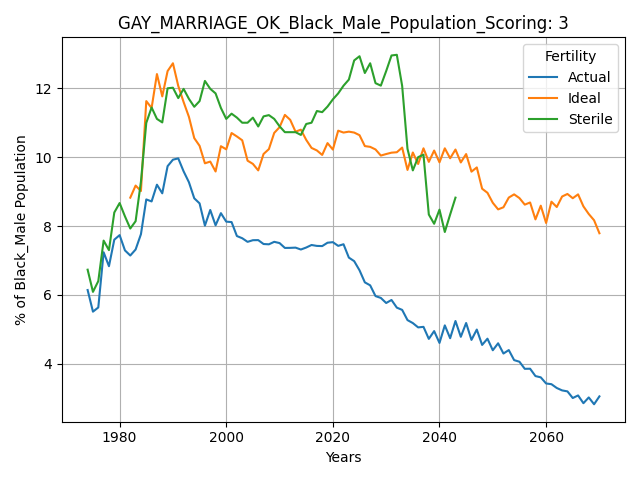 GAY_MARRIAGE_OK_Black_Male_Population_Scoring: 3
Fertility
Actual
Ideal
Sterile
% of Black_Male Population
12
10
8
6
4
1980
2000
2020
2040
2060
Years